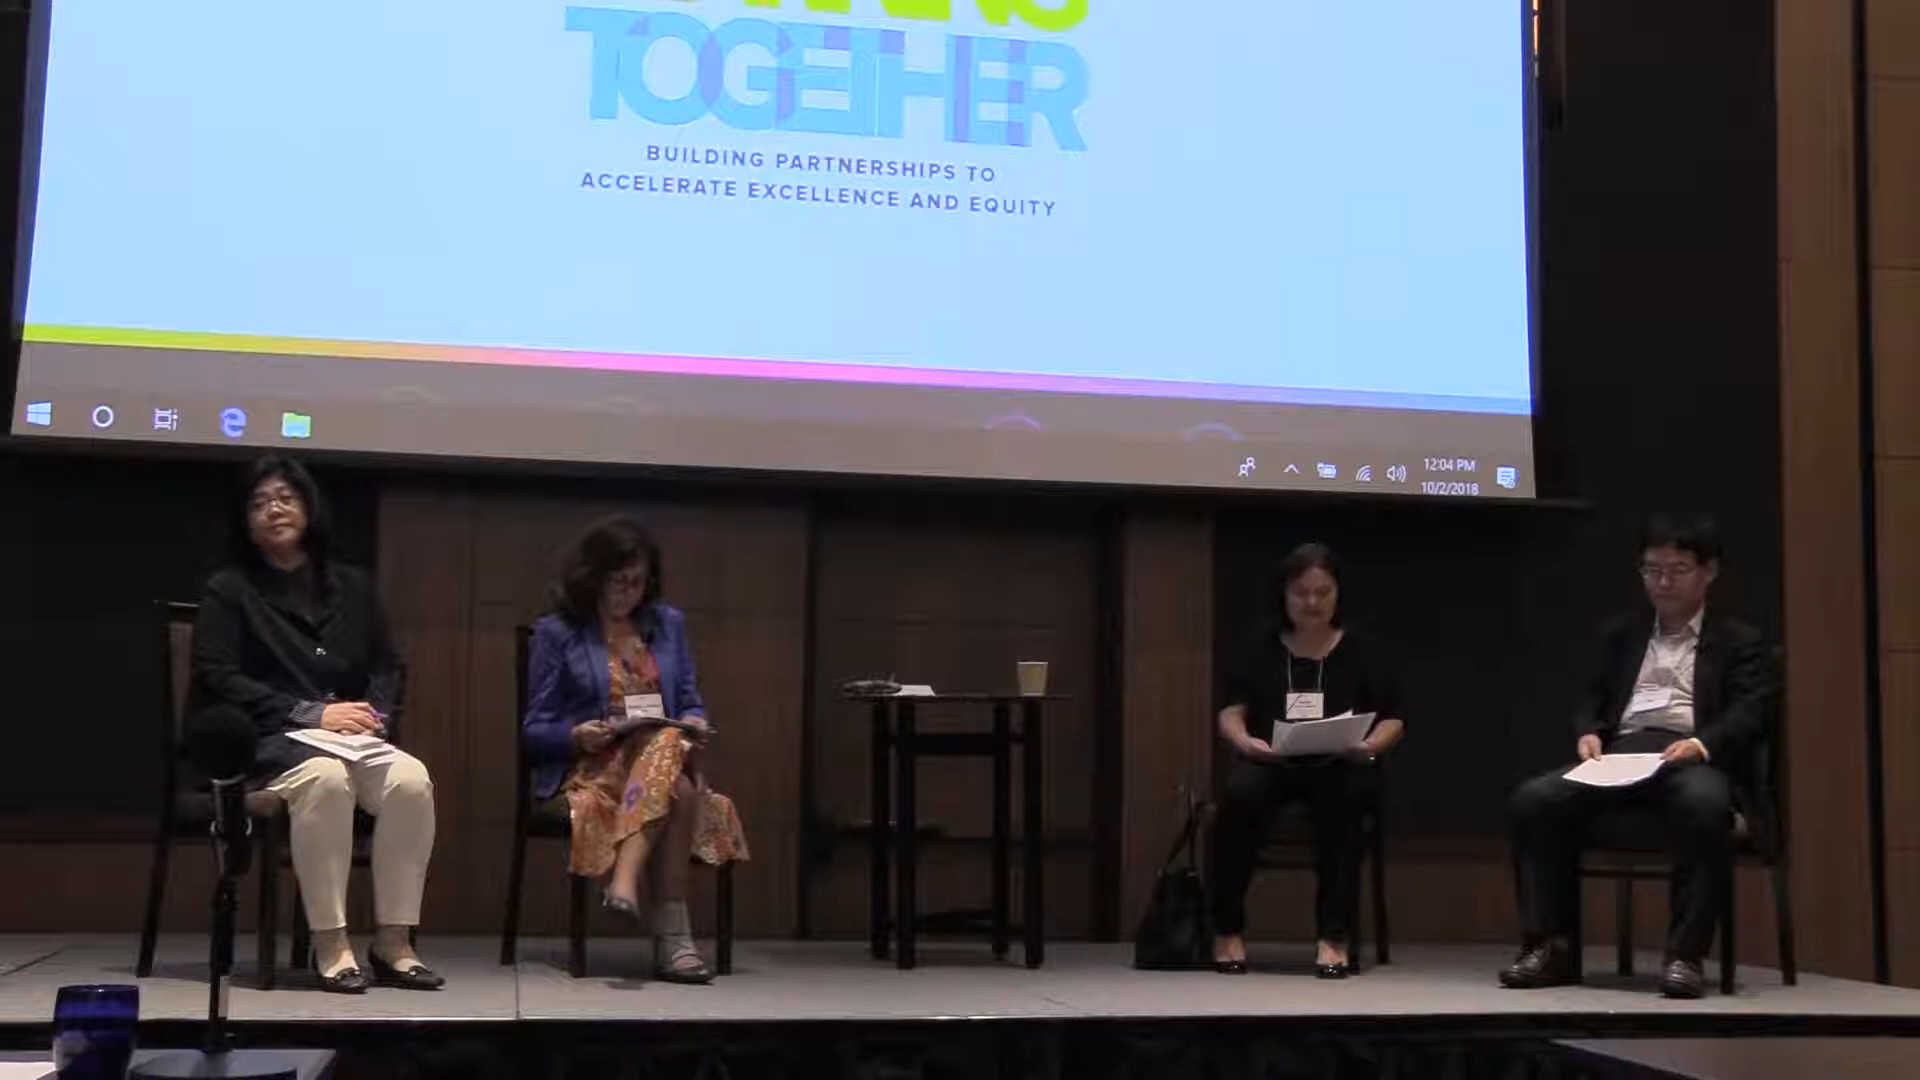 TOGETHER
BUILDING PARTNERSHIPS TO
ACCELERATE EXCELLENCE AND EQUITY
12:04 PM
10/2/2018